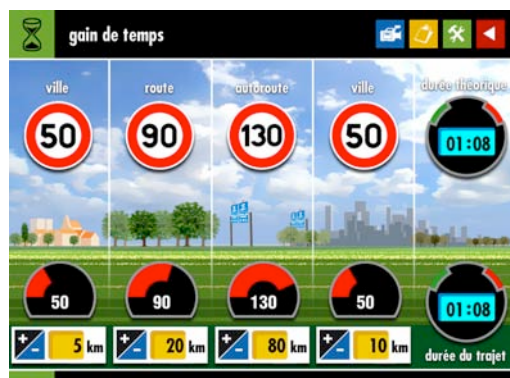 gain de temps
ville route autoroute ville durée théorique
50 90 130 50 01:08
50 90 130 50 01:08
+ - 5 km + - 20 km + - 80 km + - 10 km durée du trajet